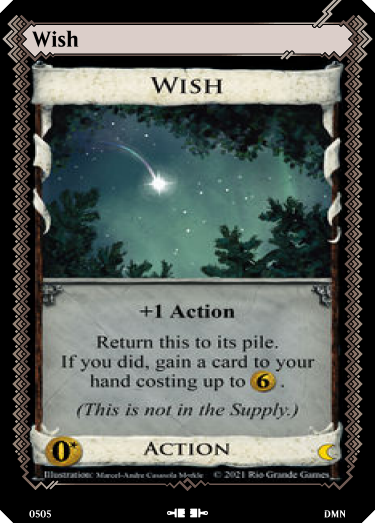 Wish
WISH
+1 Action
Return this to its pile.
If you did, gain a card to your
hand costing up to 6 .
(This is not in the Supply.)
0*
ACTION
Illustration: Marcel-Andre Casasola Merkle © 2021 Rio Grande Games
0505
DMN